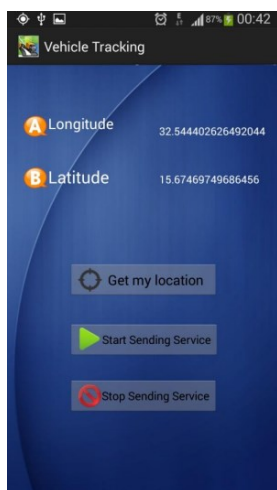 87% 00:42
Vehicle Tracking
A Longitude 32.544402626492044
B Latitude 15.67469749686456
Get my location
Start Sending Service
Stop Sending Service